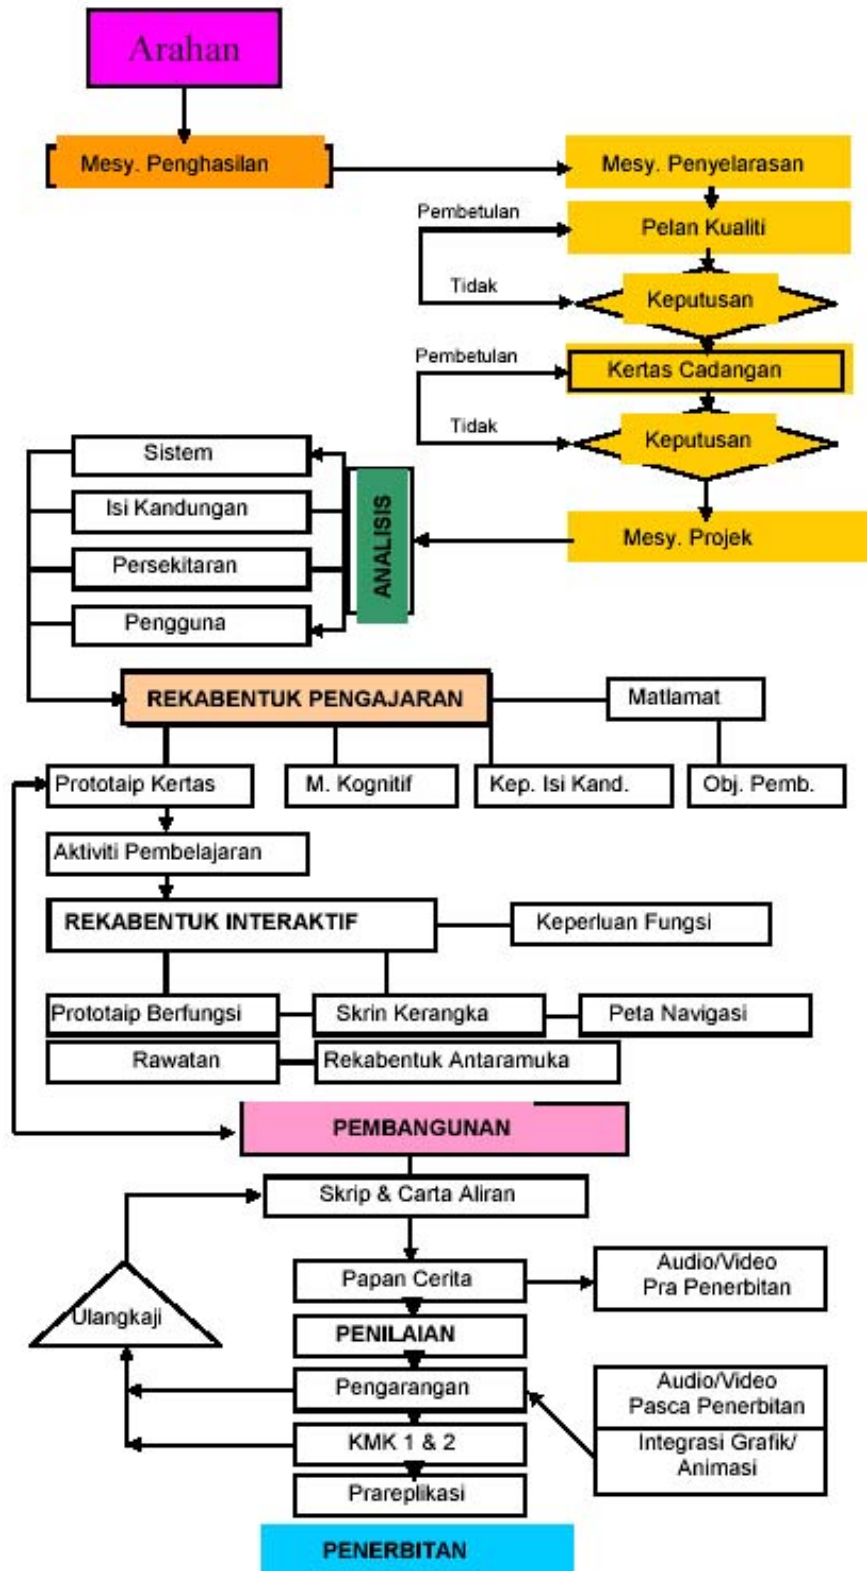 Arahan
Mesy. Penghasilan
Mesy. Penyelarasan
Pembetulan
Pelan Kualiti
Tidak
Keputusan
Pembetulan
Kertas Cadangan
Tidak
Keputusan
Mesy. Projek
ANALISIS
Sistem
Isi Kandungan
Persekitaran
Pengguna
REKABENTUK PENGAJARAN
Matlamat
Prototaip Kertas
M. Kognitif
Kep. Isi Kand.
Obj. Pemb.
Aktiviti Pembelajaran
REKABENTUK INTERAKTIF
Keperluan Fungsi
Prototaip Berfungsi
Skrin Kerangka
Peta Navigasi
Rawatan
Rekabentuk Antaramuka
PEMBANGUNAN
Skrip & Carta Aliran
Papan Cerita
Audio/Video
Pra Penerbitan
Ulangkaji
PENILAIAN
Pengarangan
Audio/Video
Pasca Penerbitan
KMK 1 & 2
Integrasi Grafik/
Animasi
Prareplikasi
PENERBITAN